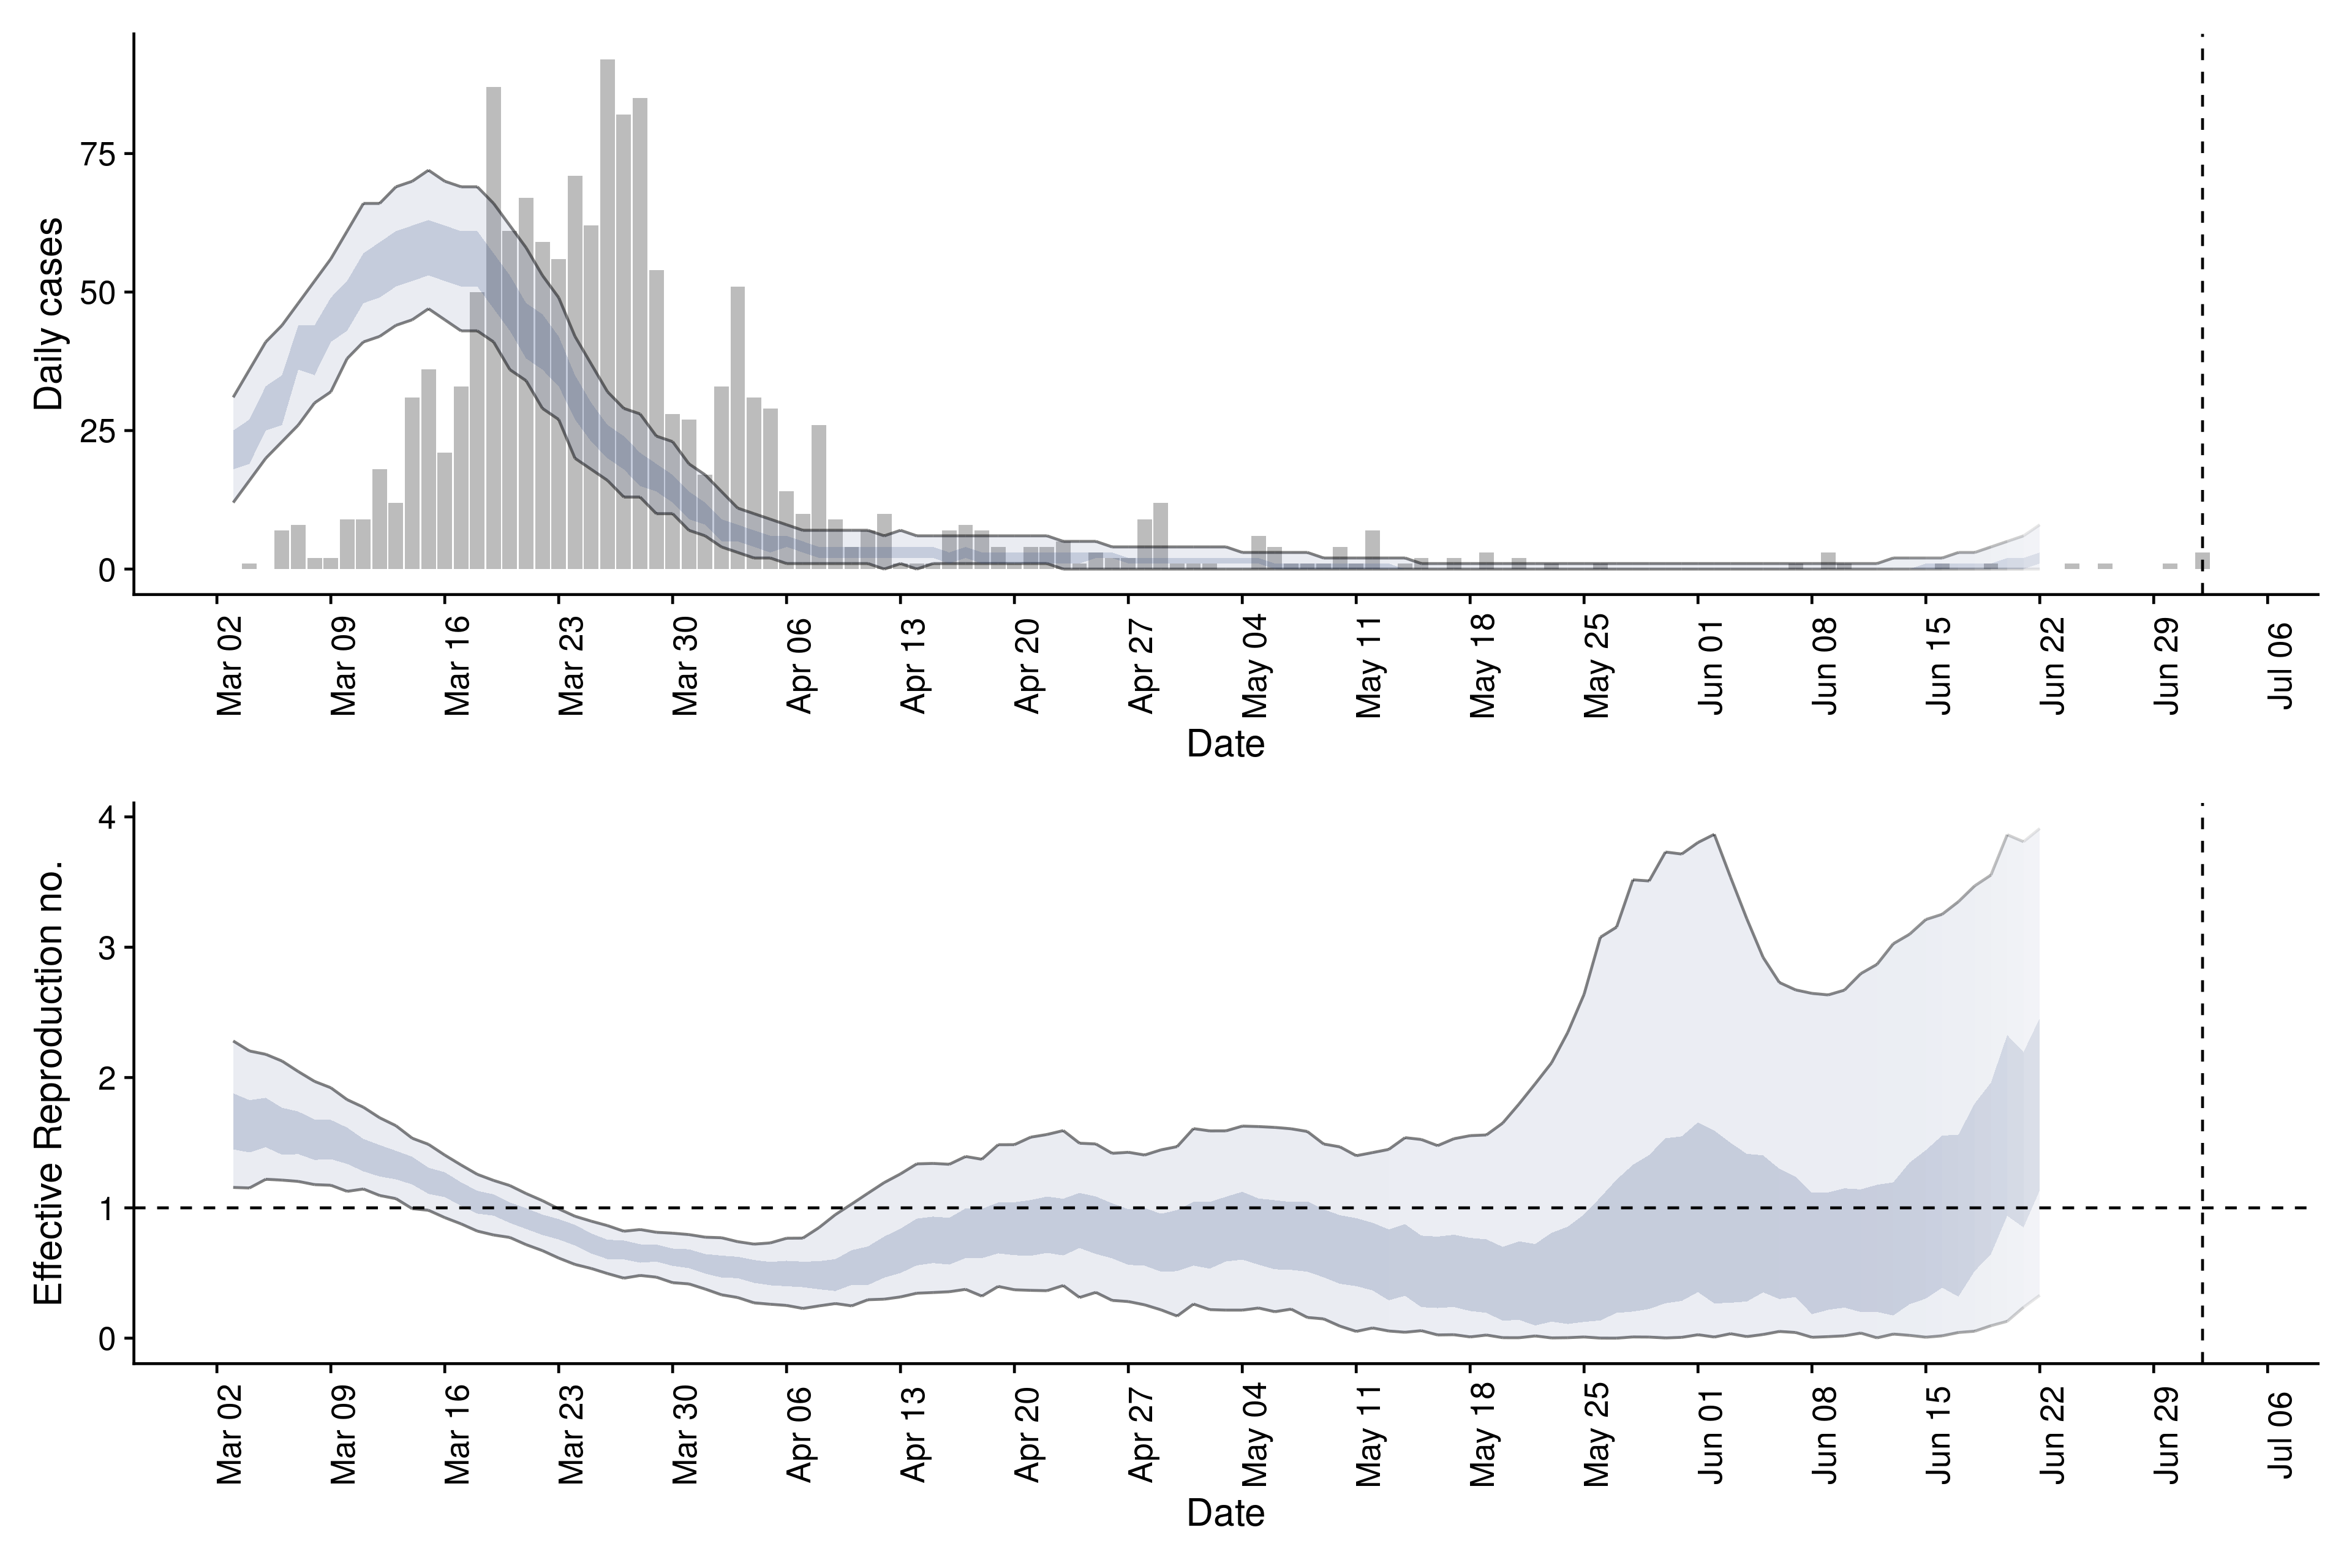 Daily cases
75
50
25
0
Mar 02
Mar 09
Mar 16
Mar 23
Mar 30
Apr 06
Apr 13
Apr 20
Apr 27
May 04
May 11
May 18
May 25
Jun 01
Jun 08
Jun 15
Jun 22
Jun 29
Jul 06
Date
Effective Reproduction no.
4
3
2
1
0
Mar 02
Mar 09
Mar 16
Mar 23
Mar 30
Apr 06
Apr 13
Apr 20
Apr 27
May 04
May 11
May 18
May 25
Jun 01
Jun 08
Jun 15
Jun 22
Jun 29
Jul 06
Date